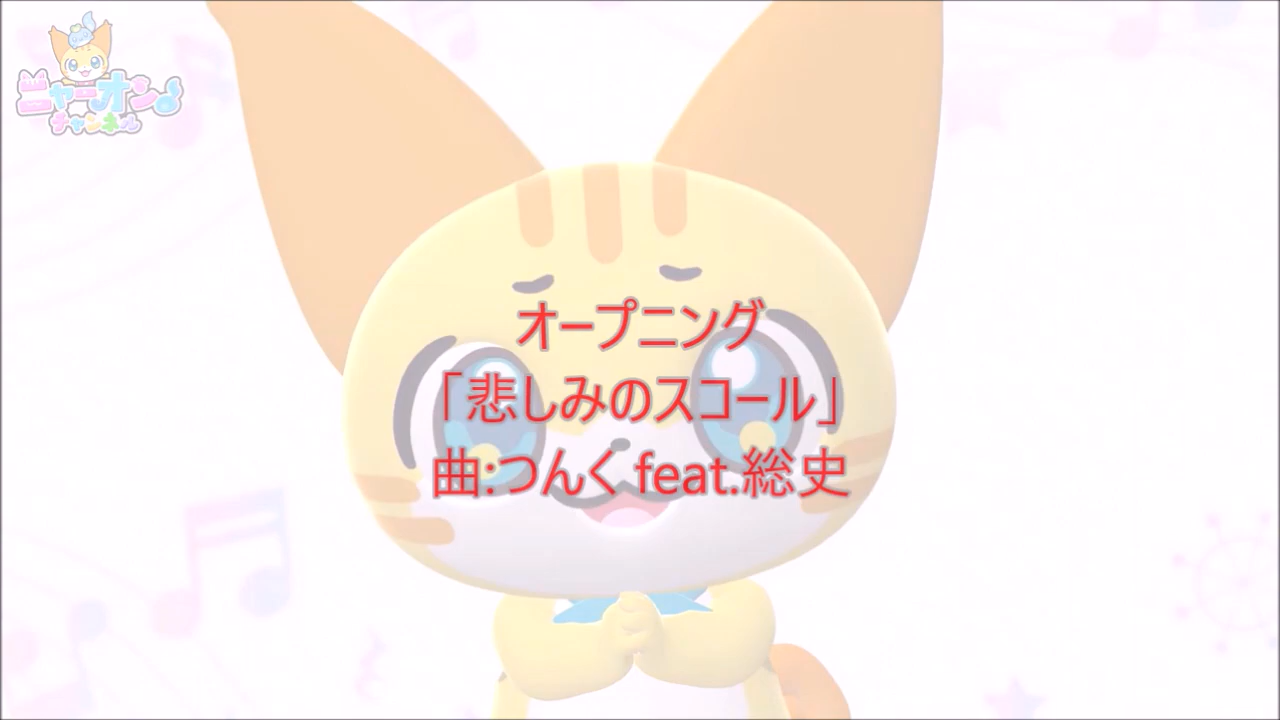 ニャーオン
チャンネル
オープニング
「悲しみのスコール」
曲:つんく feat.総史